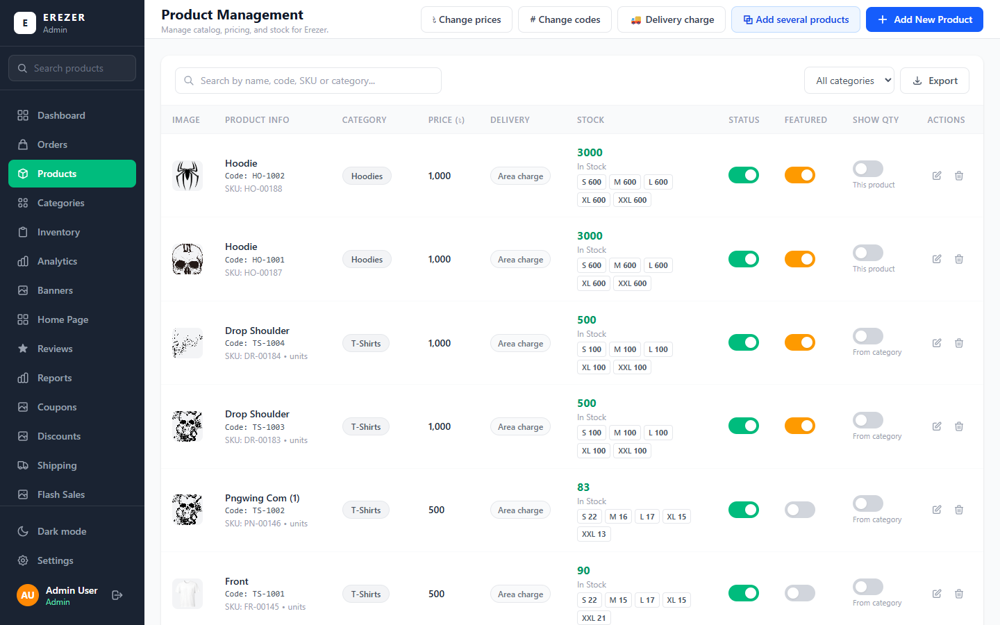 E
EREZER
Admin
Search products
Dashboard
Orders
Products
Categories
Inventory
Analytics
Banners
Home Page
Reviews
Reports
Coupons
Discounts
Shipping
Flash Sales
Dark mode
Settings
AU
Admin User
Admin
Product Management
Manage catalog, pricing, and stock for Erezer.
৳ Change prices
# Change codes
Delivery charge
Add several products
Add New Product
Search by name, code, SKU or category...
All categories
Export
IMAGE PRODUCT INFO CATEGORY PRICE (৳) DELIVERY STOCK STATUS FEATURED SHOW QTY ACTIONS
Hoodie
Code: HO-1002
SKU: HO-00188
Hoodies
1,000
Area charge
3000
In Stock
S 600 M 600 L 600
XL 600 XXL 600
This product
Hoodie
Code: HO-1001
SKU: HO-00187
Hoodies
1,000
Area charge
3000
In Stock
S 600 M 600 L 600
XL 600 XXL 600
This product
Drop Shoulder
Code: TS-1004
SKU: DR-00184 • units
T-Shirts
1,000
Area charge
500
In Stock
S 100 M 100 L 100
XL 100 XXL 100
From category
Drop Shoulder
Code: TS-1003
SKU: DR-00183 • units
T-Shirts
1,000
Area charge
500
In Stock
S 100 M 100 L 100
XL 100 XXL 100
From category
Pngwing Com (1)
Code: TS-1002
SKU: PN-00146 • units
T-Shirts
500
Area charge
83
In Stock
S 22 M 16 L 17 XL 15
XXL 13
From category
Front
Code: TS-1001
SKU: FR-00145 • units
T-Shirts
500
Area charge
90
In Stock
S 22 M 15 L 17 XL 15
XXL 21
From category